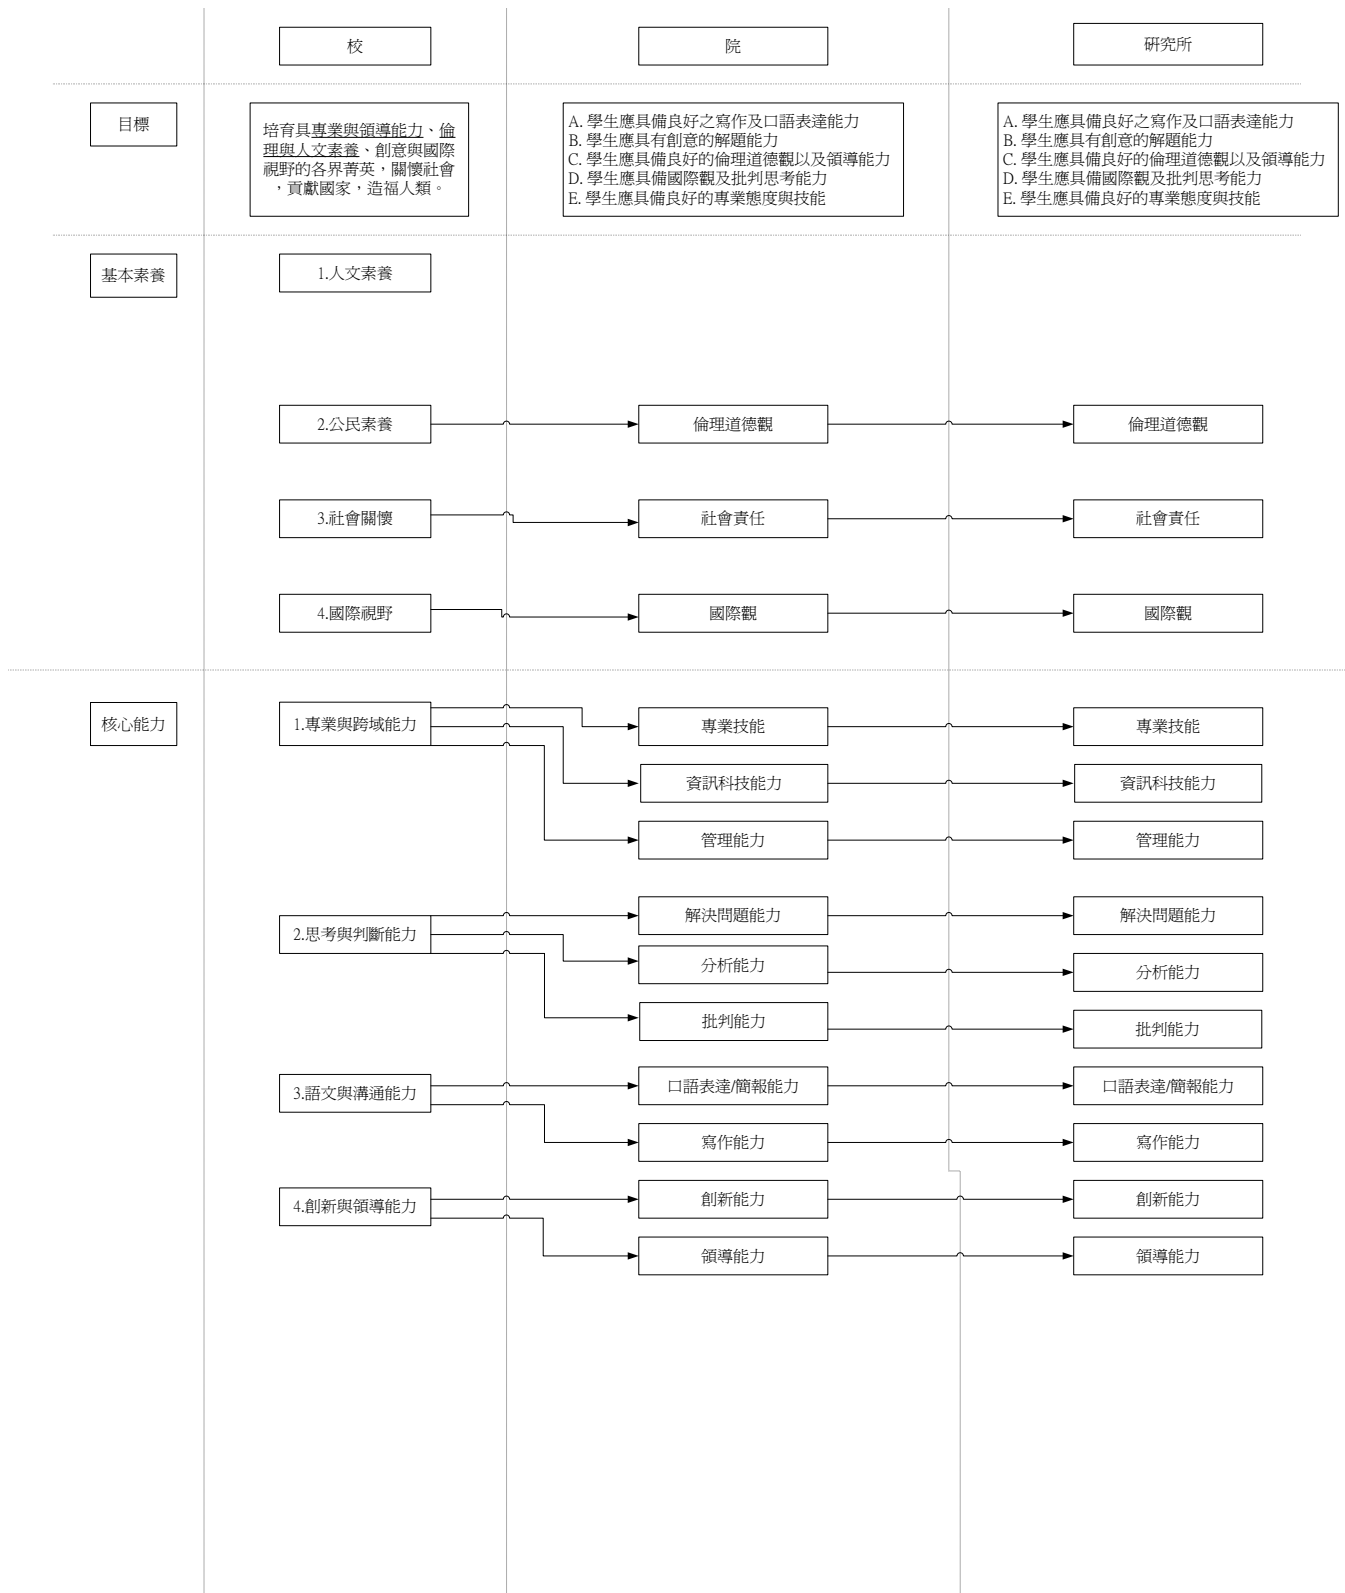 校
院
研究所
目標
培育具專業與領導能力、倫
理與人文素養、創意與國際
視野的各界菁英，關懷社會
，貢獻國家，造福人類。
A. 學生應具備良好之寫作及口語表達能力
B. 學生應具有創意的解題能力
C. 學生應具備良好的倫理道德觀以及領導能力
D. 學生應具備國際觀及批判思考能力
E. 學生應具備良好的專業態度與技能
A. 學生應具備良好之寫作及口語表達能力
B. 學生應具有創意的解題能力
C. 學生應具備良好的倫理道德觀以及領導能力
D. 學生應具備國際觀及批判思考能力
E. 學生應具備良好的專業態度與技能
基本素養
1.人文素養
2.公民素養
倫理道德觀
倫理道德觀
3.社會關懷
社會責任
社會責任
4.國際視野
國際觀
國際觀
核心能力
1.專業與跨域能力
專業技能
專業技能
資訊科技能力
資訊科技能力
管理能力
管理能力
2.思考與判斷能力
解決問題能力
解決問題能力
分析能力
分析能力
批判能力
批判能力
3.語文與溝通能力
口語表達/簡報能力
口語表達/簡報能力
寫作能力
寫作能力
4.創新與領導能力
創新能力
創新能力
領導能力
領導能力